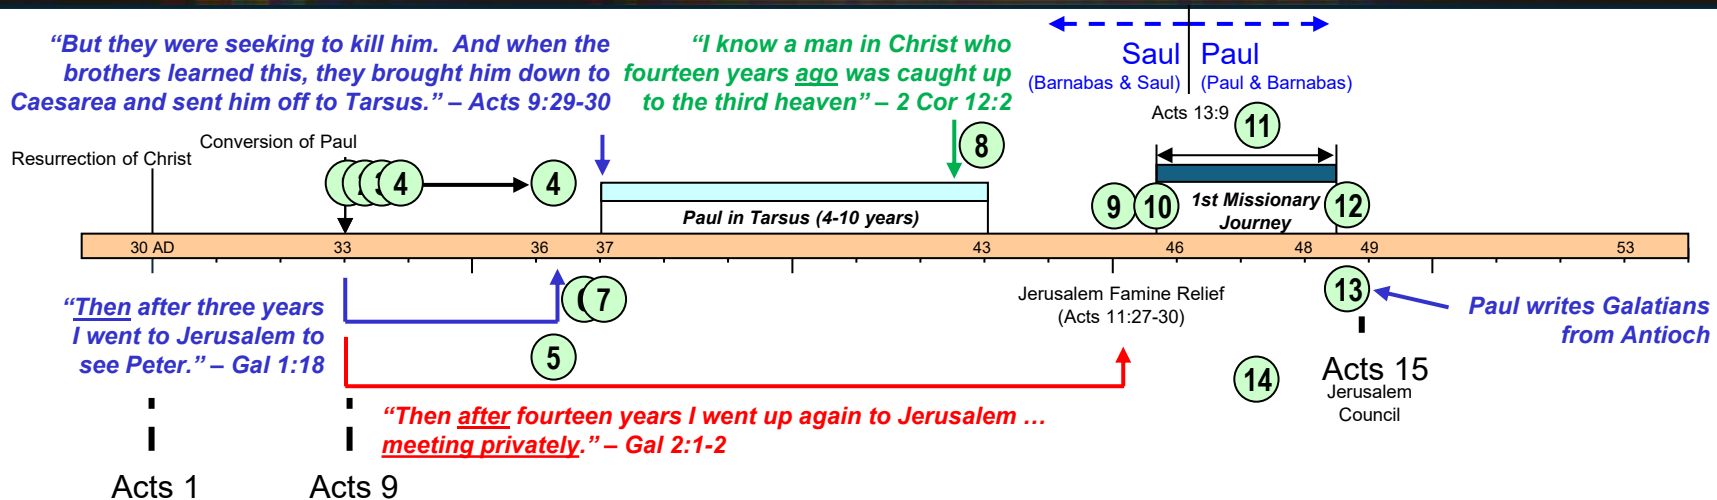 “But they were seeking to kill him.  And when the
brothers learned this, they brought him down to
Caesarea and sent him off to Tarsus.” – Acts 9:29-30
“I know a man in Christ who
fourteen years ago was caught up
to the third heaven” – 2 Cor 12:2
Saul
(Barnabas & Saul)
Paul
(Paul & Barnabas)
Acts 13:9
11
Resurrection of Christ
Conversion of Paul
4
4
8
Paul in Tarsus (4-10 years)
9
10
1st Missionary
Journey
12
30 AD
33
36
37
43
46
48
49
53
“Then after three years
I went to Jerusalem to
see Peter.” – Gal 1:18
7
5
Jerusalem Famine Relief
(Acts 11:27-30)
13
Paul writes Galatians
from Antioch
14
Acts 15
Jerusalem
Council
“Then after fourteen years I went up again to Jerusalem …
meeting privately.” – Gal 2:1-2
Acts 1
Acts 9